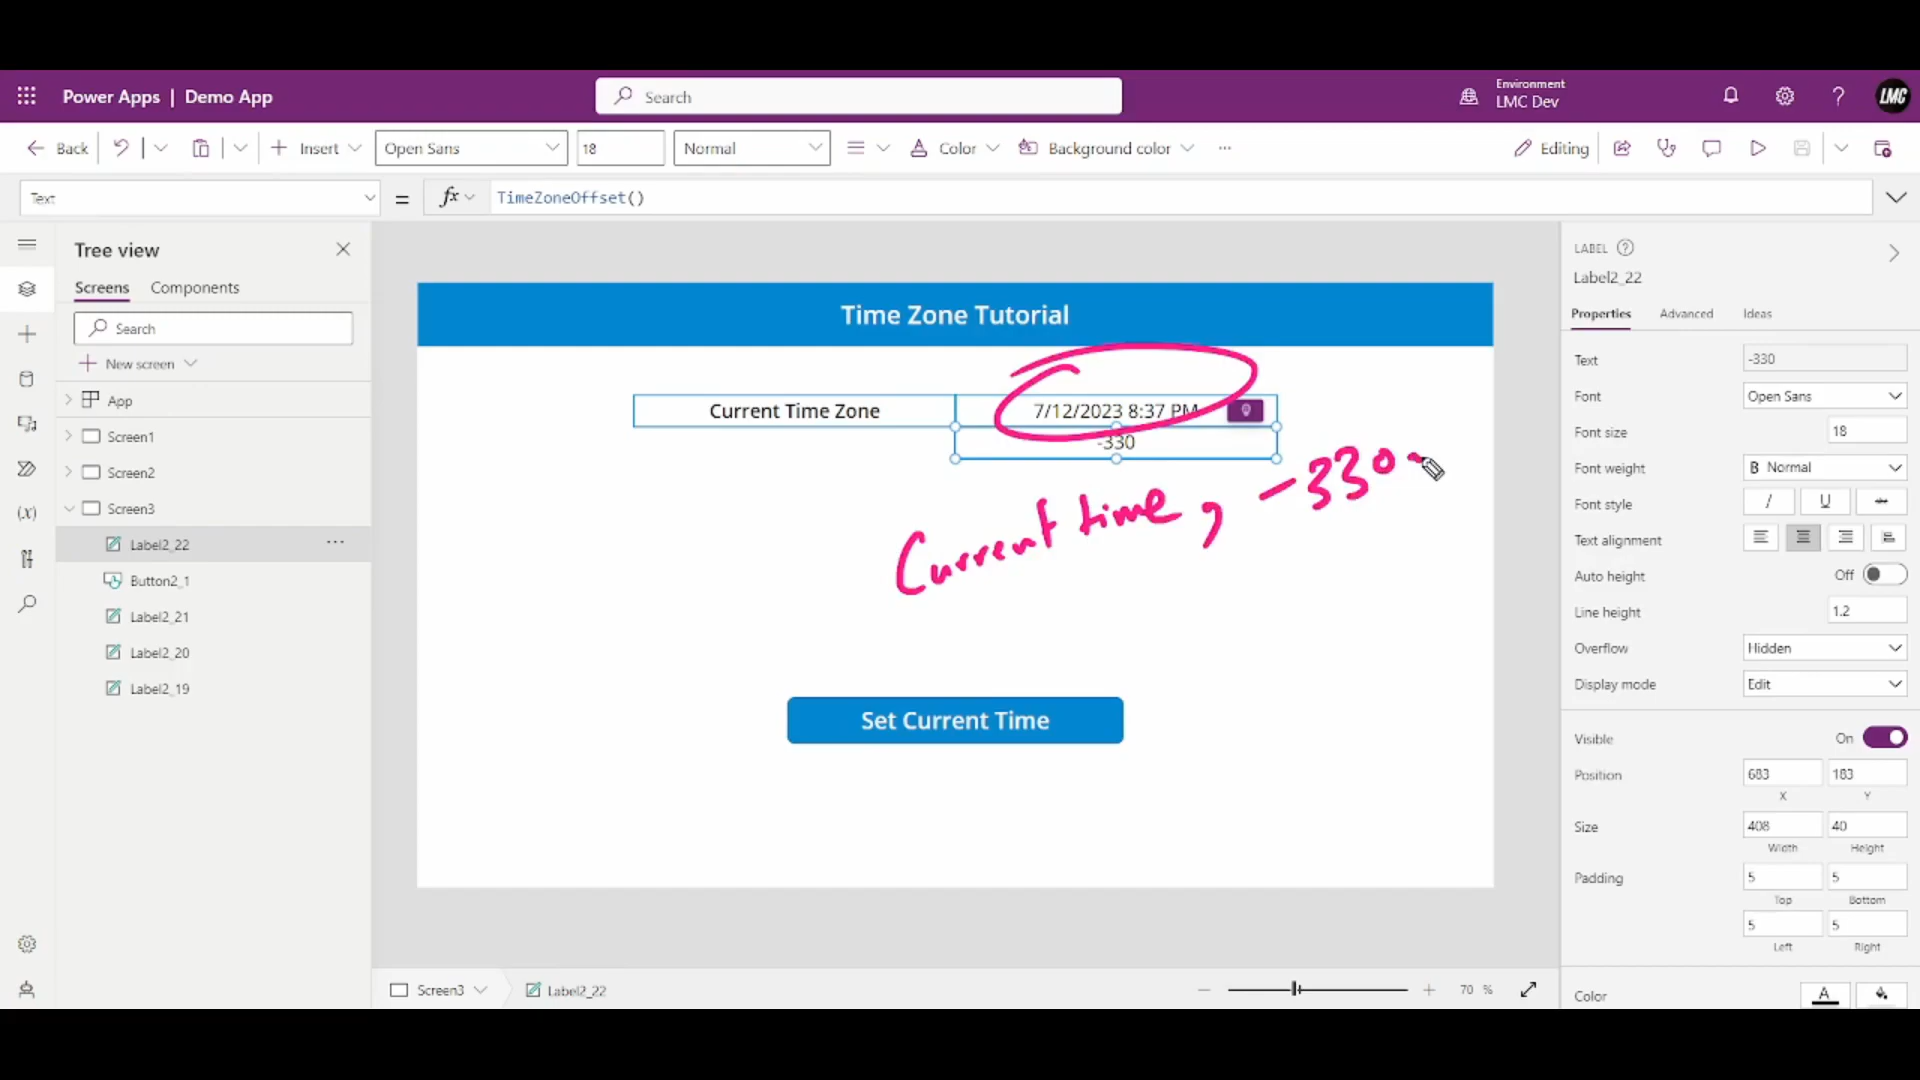 Power Apps | Demo App
Search
Environment
LMC Dev
?
LMC
Back
Insert
Open Sans
18
Normal
Color
Background color
...
Editing
Text
=
fx
TimeZoneOffset()
Tree view
Screens
Components
Search
New screen
App
Screen1
Screen2
Screen3
Label2_22
...
Button2_1
Label2_21
Label2_20
Label2_19
Time Zone Tutorial
Current Time Zone
7/12/2023 8:37 PM
-330
Current time, -330
Set Current Time
Screen3
Label2_22
70 %
LABEL
Label2_22
Properties
Advanced
Ideas
Text
-330
Font
Open Sans
Font size
18
Font weight
B Normal
Font style
/
U
Text alignment
Auto height
Off
Line height
1.2
Overflow
Hidden
Display mode
Edit
Visible
On
Position
683
183
X
Y
Size
408
40
Width
Height
Padding
5
5
Top
Bottom
5
5
Left
Right
Color
A